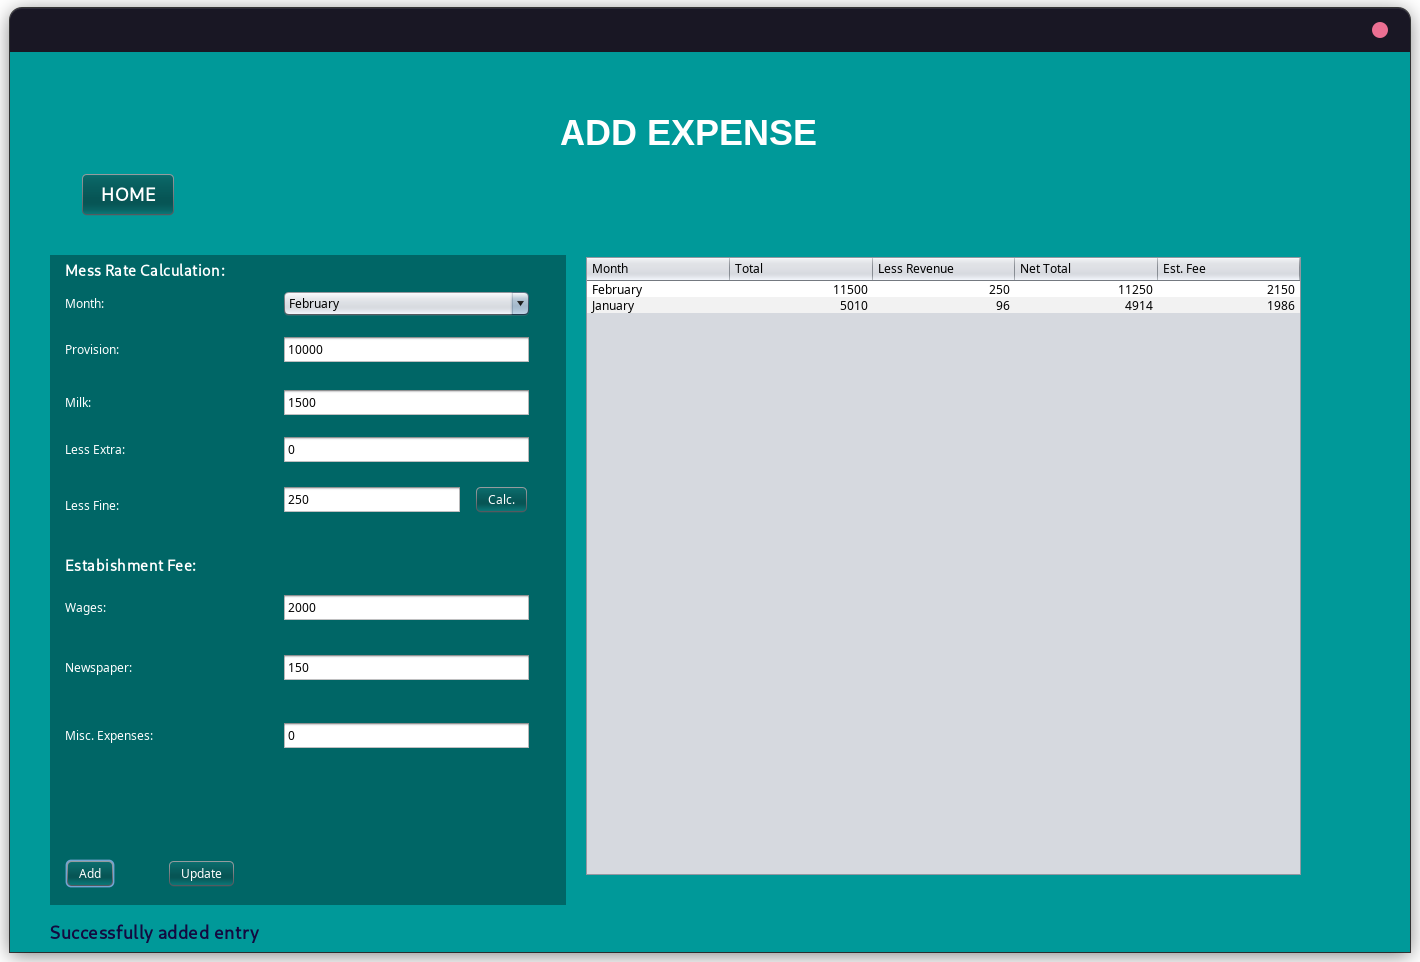 ADD EXPENSE
HOME
Mess Rate Calculation:
Month: February
Provision: 10000
Milk: 1500
Less Extra: 0
Less Fine: 250 Calc.
Estabishment Fee:
Wages: 2000
Newspaper: 150
Misc. Expenses: 0
Add Update
Month Total Less Revenue Net Total Est. Fee
February 11500 250 11250 2150
January 5010 96 4914 1986
Successfully added entry